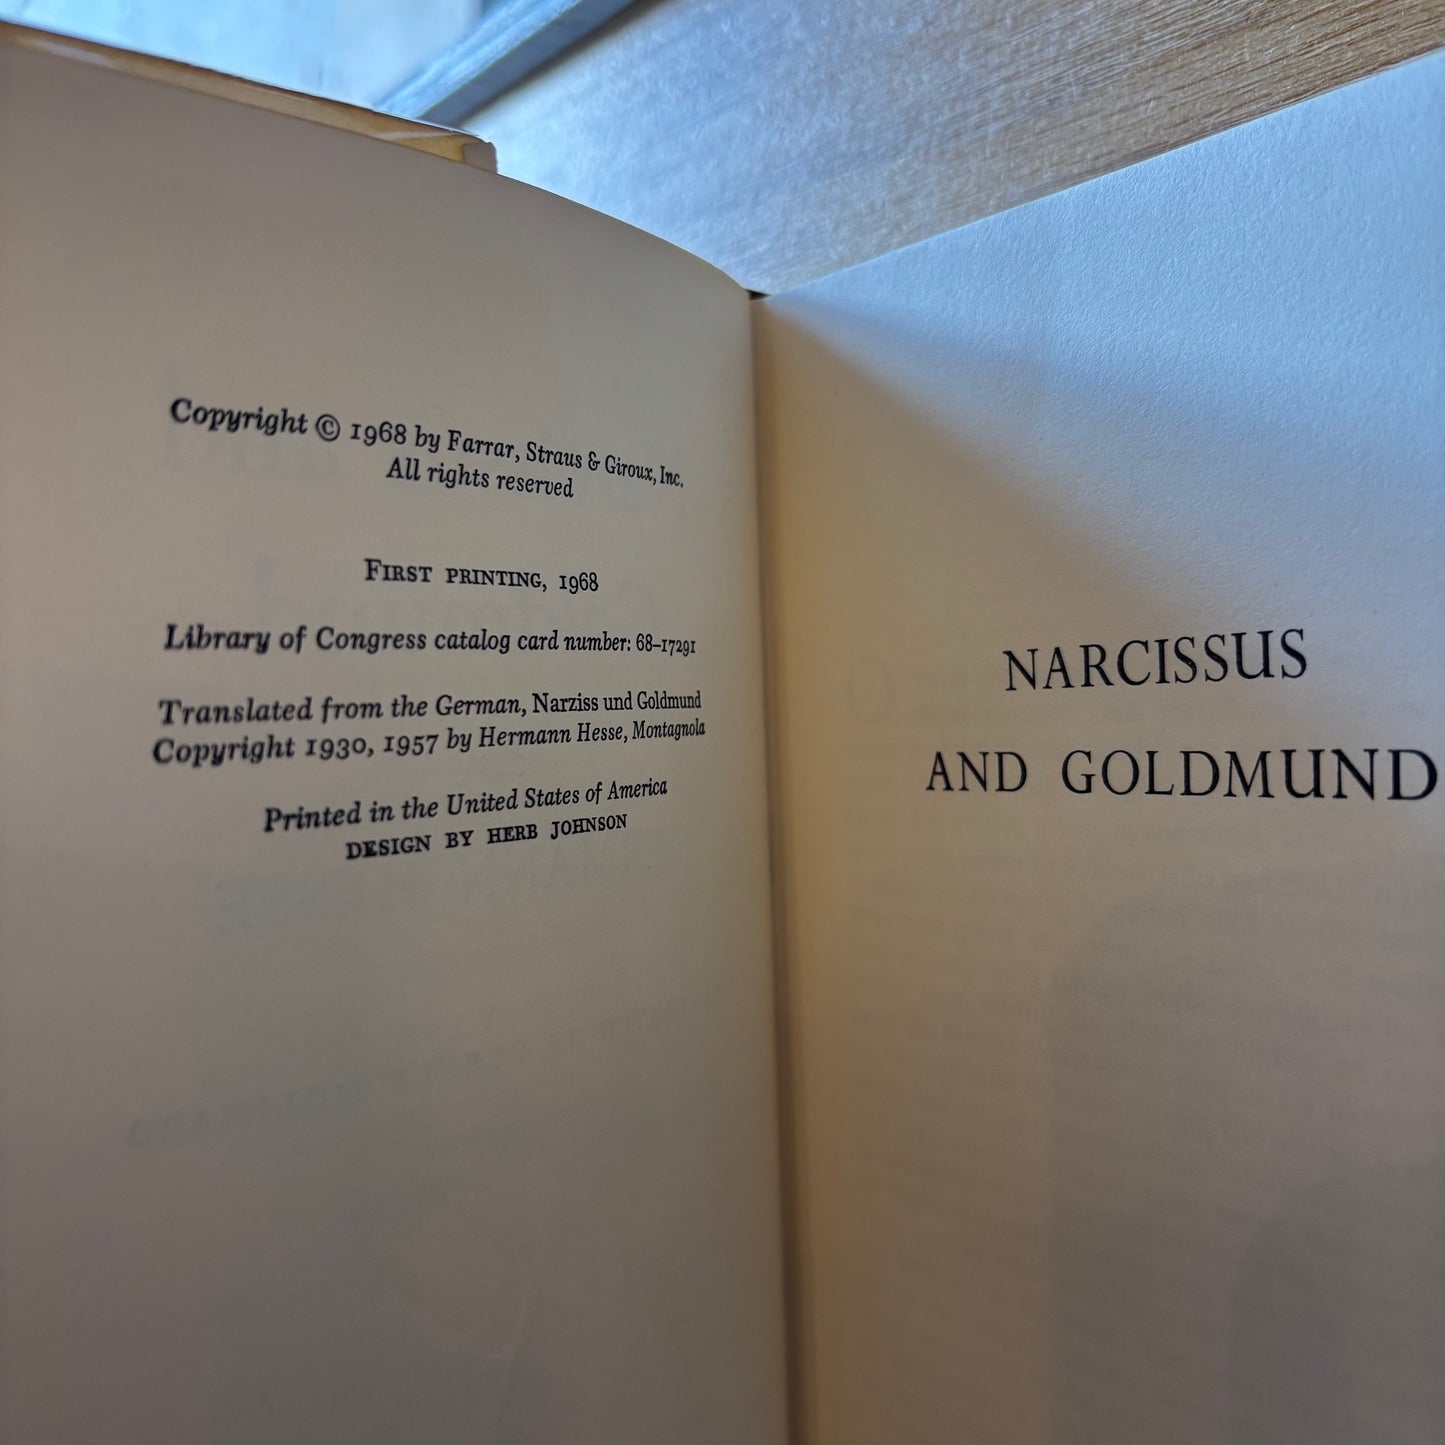 Copyright © 1968 by Farrar, Straus & Giroux, Inc.
All rights reserved
FIRST PRINTING, 1968
Library of Congress catalog card number: 68–17291
Translated from the German, Narziss und Goldmund
Copyright 1930, 1957 by Hermann Hesse, Montagnola
Printed in the United States of America
DESIGN BY HERB JOHNSON
NARCISSUS
AND GOLDMUND